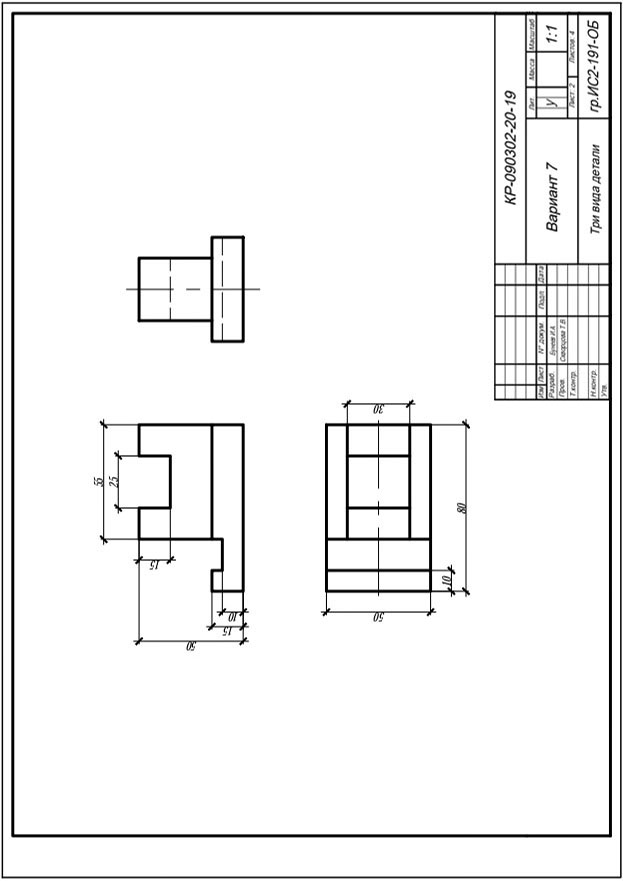 55
25
15
50
15
10
30
80
10
50
КР-090302-20-19
Изм Лист № докум. Подп. Дата
Разраб. Бунев И.А.
Пров. Скворцова Т.В.
Т.контр.
Н.контр.
Утв.
Вариант 7
Лит. Масса Масштаб
У 1:1
Лист: 2 Листов: 4
Три вида детали
гр.ИС2-191-ОБ